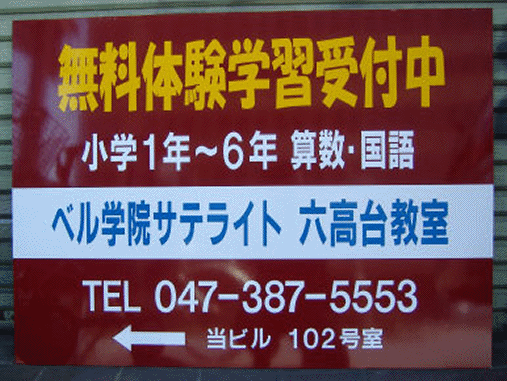 無料体験学習受付中
小学1年～6年 算数・国語
ベル学院サテライト 六高台教室
TEL 047-387-5553
当ビル 102号室